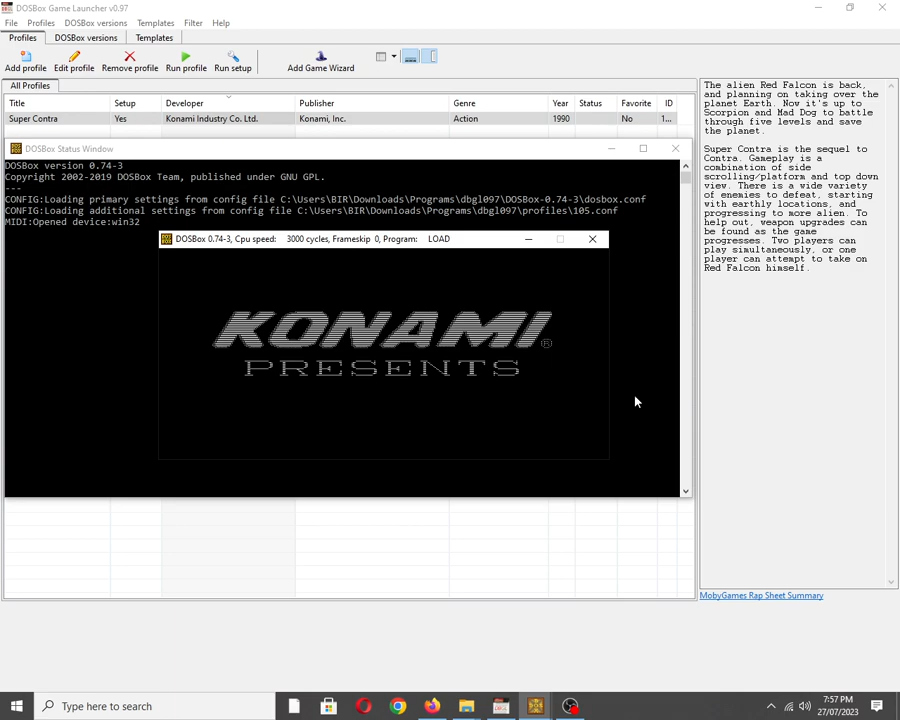 DOSBox Game Launcher v0.97
File Profiles DOSBox versions Templates Filter Help
Profiles DOSBox versions Templates
Add profile Edit profile Remove profile Run profile Run setup Add Game Wizard
All Profiles
Title Setup Developer Publisher Genre Year Status Favorite ID
Super Contra Yes Konami Industry Co. Ltd. Konami, Inc. Action 1990 No 1...
DOSBox Status Window
DOSBox version 0.74-3
Copyright 2002-2019 DOSBox Team, published under GNU GPL.
---
CONFIG:Loading primary settings from config file C:\Users\BIR\Downloads\Programs\dbgl097\DOSBox-0.74-3\dosbox.conf
CONFIG:Loading additional settings from config file C:\Users\BIR\Downloads\Programs\dbgl097\profiles\105.conf
MIDI:Opened device:win32
DOSBox 0.74-3, Cpu speed: 3000 cycles, Frameskip 0, Program: LOAD
KONAMI®
PRESENTS
The alien Red Falcon is back,
and planning on taking over the
planet Earth. Now it's up to
Scorpion and Mad Dog to battle
through five levels and save
the planet.
Super Contra is the sequel to
Contra. Gameplay is a
combination of side
scrolling/platform and top down
view. There is a wide variety
of enemies to defeat, starting
with earthly locations, and
progressing to more alien. To
help out, weapon upgrades can
be found as the game
progresses. Two players can
play simultaneously, or one
player can attempt to take on
Red Falcon himself.
MobyGames Rap Sheet Summary
Type here to search
7:57 PM
27/07/2023